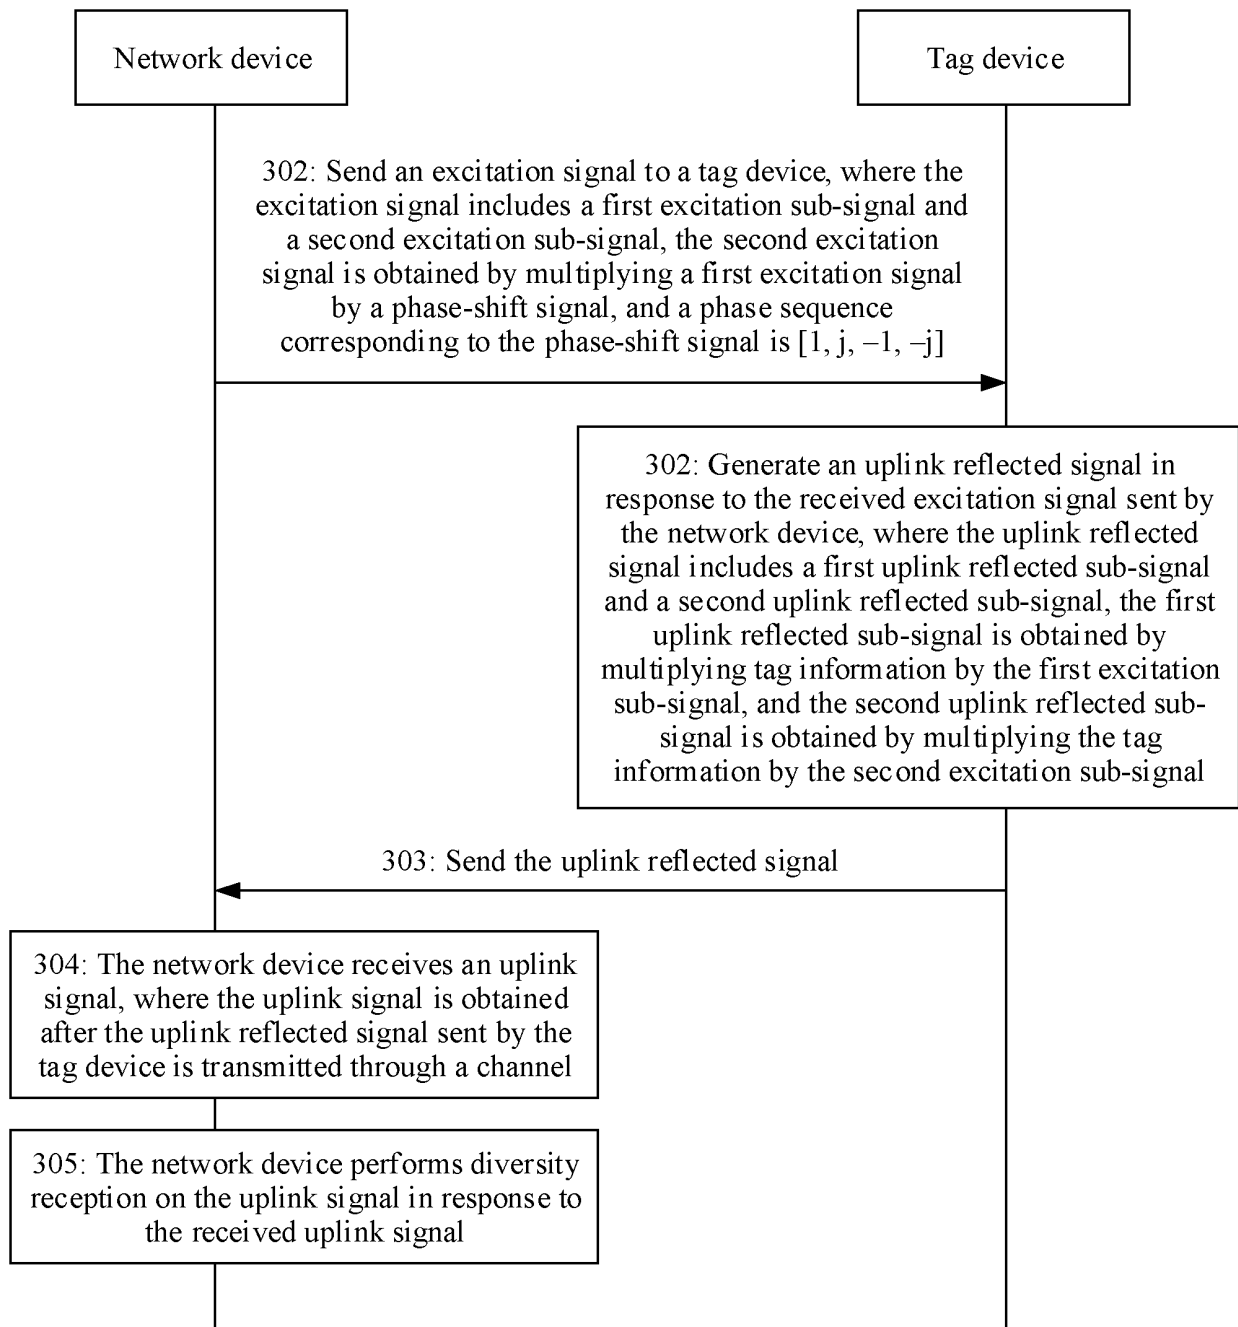 Network device
Tag device
302: Send an excitation signal to a tag device, where the
excitation signal includes a first excitation sub-signal and
a second excitation sub-signal, the second excitation
signal is obtained by multiplying a first excitation signal
by a phase-shift signal, and a phase sequence
corresponding to the phase-shift signal is [1, j, –1, –j]
302: Generate an uplink reflected signal in
response to the received excitation signal sent by
the network device, where the uplink reflected
signal includes a first uplink reflected sub-signal
and a second uplink reflected sub-signal, the first
uplink reflected sub-signal is obtained by
multiplying tag information by the first excitation
sub-signal, and the second uplink reflected sub-
signal is obtained by multiplying the tag
information by the second excitation sub-signal
303: Send the uplink reflected signal
304: The network device receives an uplink
signal, where the uplink signal is obtained
after the uplink reflected signal sent by the
tag device is transmitted through a channel
305: The network device performs diversity
reception on the uplink signal in response to
the received uplink signal